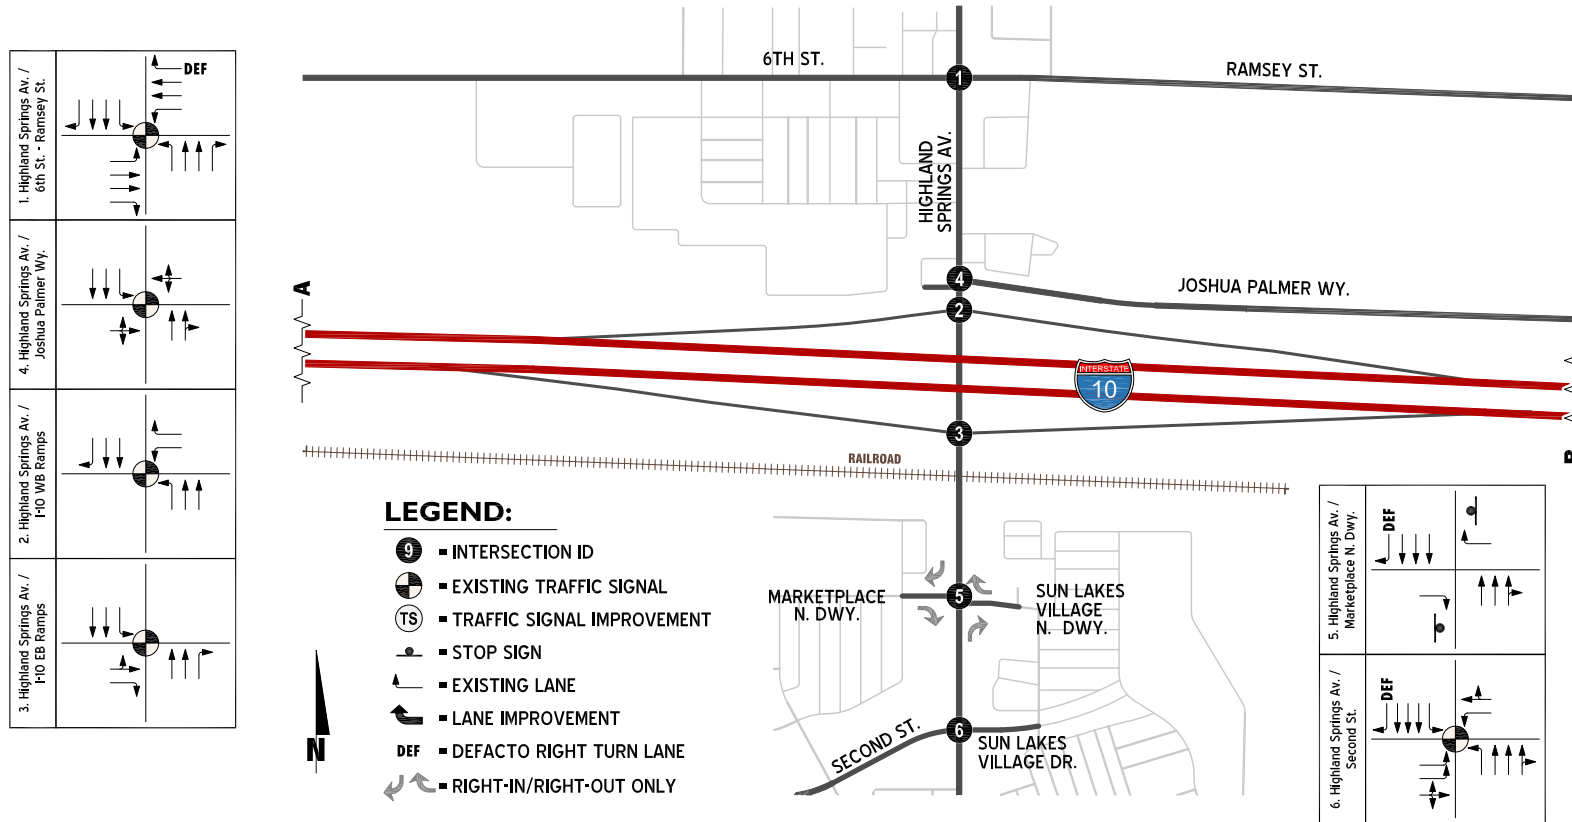 1. Highland Springs Av. /
6th St. - Ramsey St.
DEF
4. Highland Springs Av. /
Joshua Palmer Wy.
2. Highland Springs Av. /
I-10 WB Ramps
3. Highland Springs Av. /
I-10 EB Ramps
6TH ST.
1
RAMSEY ST.
HIGHLAND
SPRINGS AV.
4
JOSHUA PALMER WY.
2
A
INTERSTATE
10
3
RAILROAD
LEGEND:
9 = INTERSECTION ID
= EXISTING TRAFFIC SIGNAL
TS = TRAFFIC SIGNAL IMPROVEMENT
= STOP SIGN
= EXISTING LANE
= LANE IMPROVEMENT
DEF = DEFACTO RIGHT TURN LANE
= RIGHT-IN/RIGHT-OUT ONLY
N
MARKETPLACE
N. DWY.
5
SUN LAKES
VILLAGE
N. DWY.
SECOND ST.
6
SUN LAKES
VILLAGE DR.
5. Highland Springs Av. /
Marketplace N. Dwy.
DEF
6. Highland Springs Av. /
Second St.
DEF